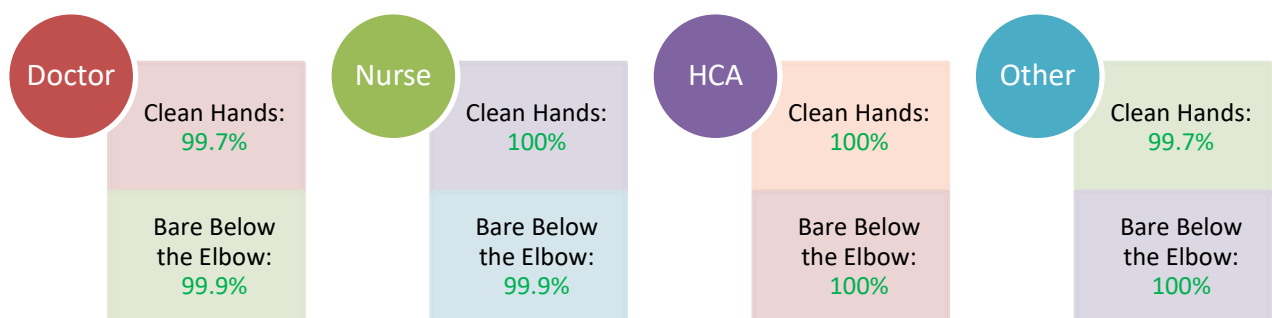 Doctor
Clean Hands:
99.7%
Bare Below
the Elbow:
99.9%
Nurse
Clean Hands:
100%
Bare Below
the Elbow:
99.9%
HCA
Clean Hands:
100%
Bare Below
the Elbow:
100%
Other
Clean Hands:
99.7%
Bare Below
the Elbow:
100%